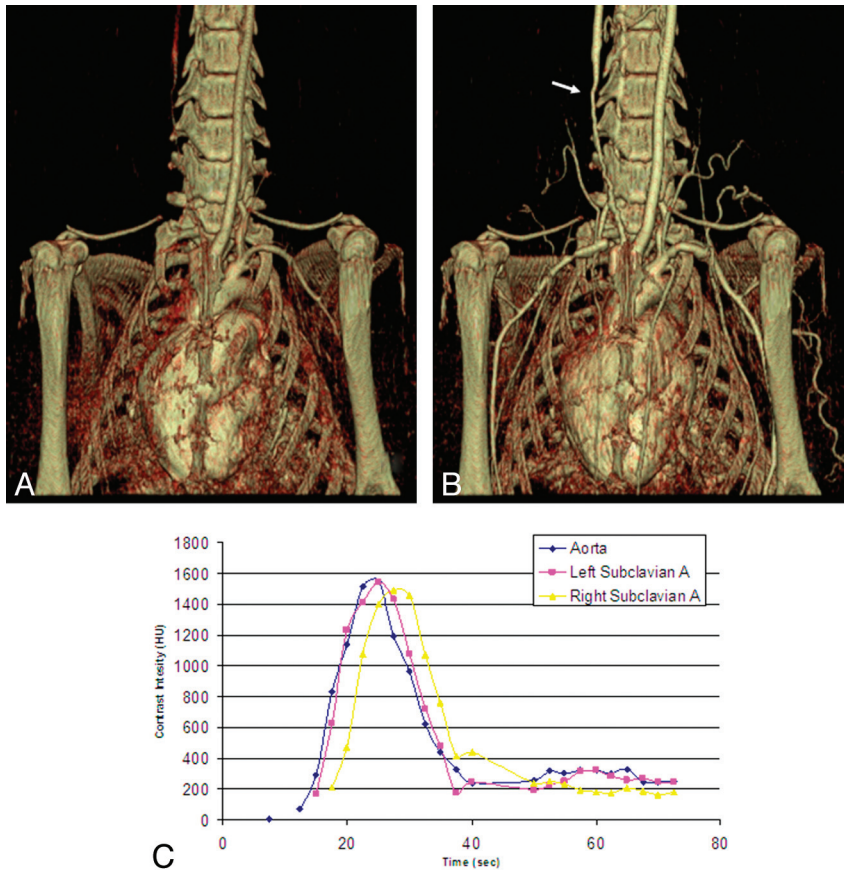 A
B
1800
1600
1400
1200
1000
800
600
400
200
0
Contrast Intesity (HU)
Aorta
Left Subclavian A
Right Subclavian A
0 20 40 60 80
Time (sec)
C